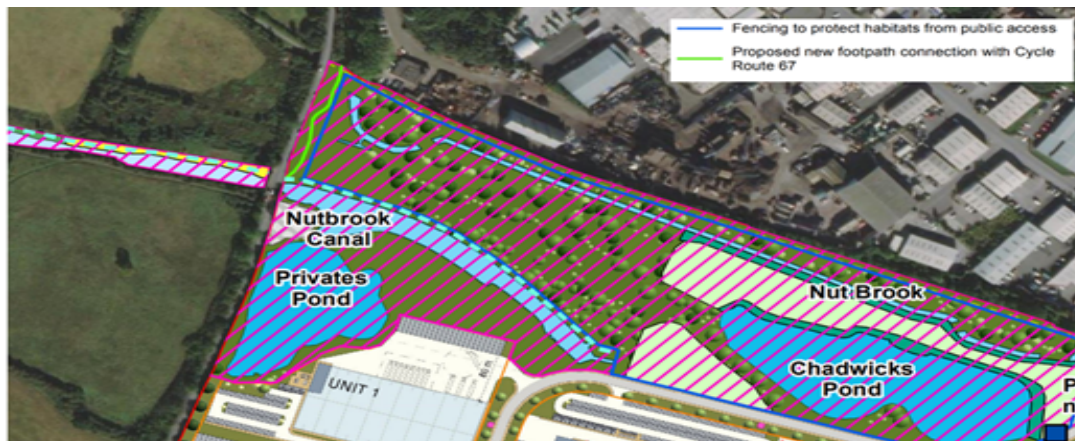 Fencing to protect habitats from public access
Proposed new footpath connection with Cycle
Route 67
Nutbrook
Canal
Privates
Pond
Nut Brook
Chadwicks
Pond
UNIT 1
P
n